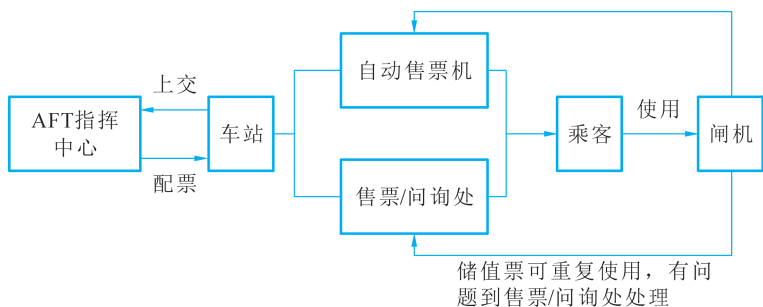 上交
AFT指挥
中心
配票
车站
自动售票机
售票/问询处
乘客
使用
闸机
储值票可重复使用，有问
题到售票/问询处处理